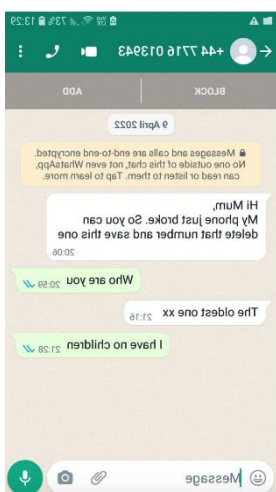 13:29 73%
+44 7716 013943
BLOCK ADD
9 April 2022
Messages and calls are end-to-end encrypted.
No one outside of this chat, not even WhatsApp,
can read or listen to them. Tap to learn more.
Hi Mum,
My phone just broke. So you can
delete that number and save this one
20:06
Who are you 20:59
The oldest one xx 21:16
I have no children 21:28
Message